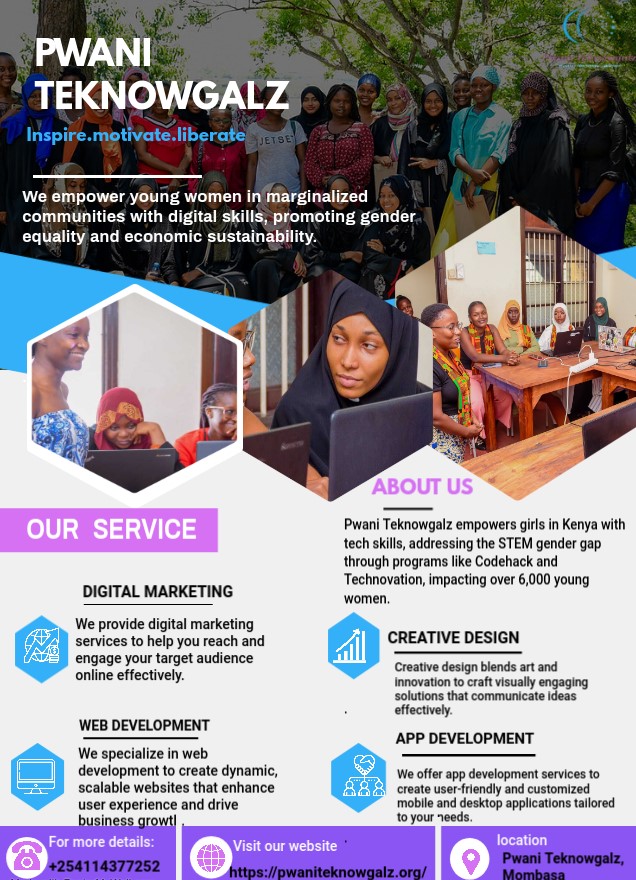 PWANI
TEKNOWGALZ
Inspire.motivate.liberate
We empower young women in marginalized
communities with digital skills, promoting gender
equality and economic sustainability.
JETSET
ABOUT US
Pwani Teknowgalz empowers girls in Kenya with
tech skills, addressing the STEM gender gap
through programs like Codehack and
Technovation, impacting over 6,000 young
women.
OUR SERVICE
DIGITAL MARKETING
We provide digital marketing
services to help you reach and
engage your target audience
online effectively.
CREATIVE DESIGN
Creative design blends art and
innovation to craft visually engaging
solutions that communicate ideas
effectively.
WEB DEVELOPMENT
We specialize in web
development to create dynamic,
scalable websites that enhance
user experience and drive
business growtl .
APP DEVELOPMENT
We offer app development services to
create user-friendly and customized
mobile and desktop applications tailored
to your needs.
For more details:
+254114377252
Visit our website
https://pwaniteknowgalz.org/
location
Pwani Teknowgalz,
Mombasa